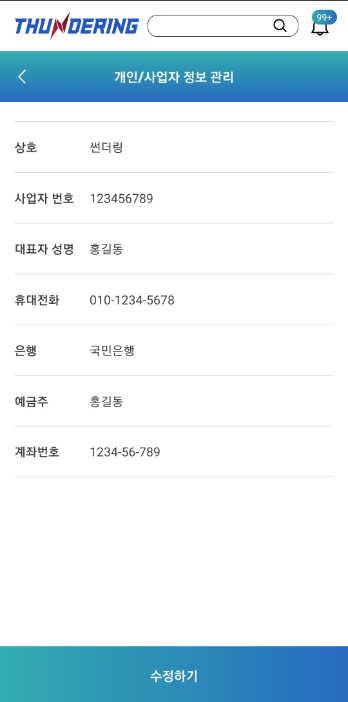 THUNDERING
99+
개인/사업자 정보 관리
상호 썬더링
사업자 번호 123456789
대표자 성명 홍길동
휴대전화 010-1234-5678
은행 국민은행
예금주 홍길동
계좌번호 1234-56-789
수정하기